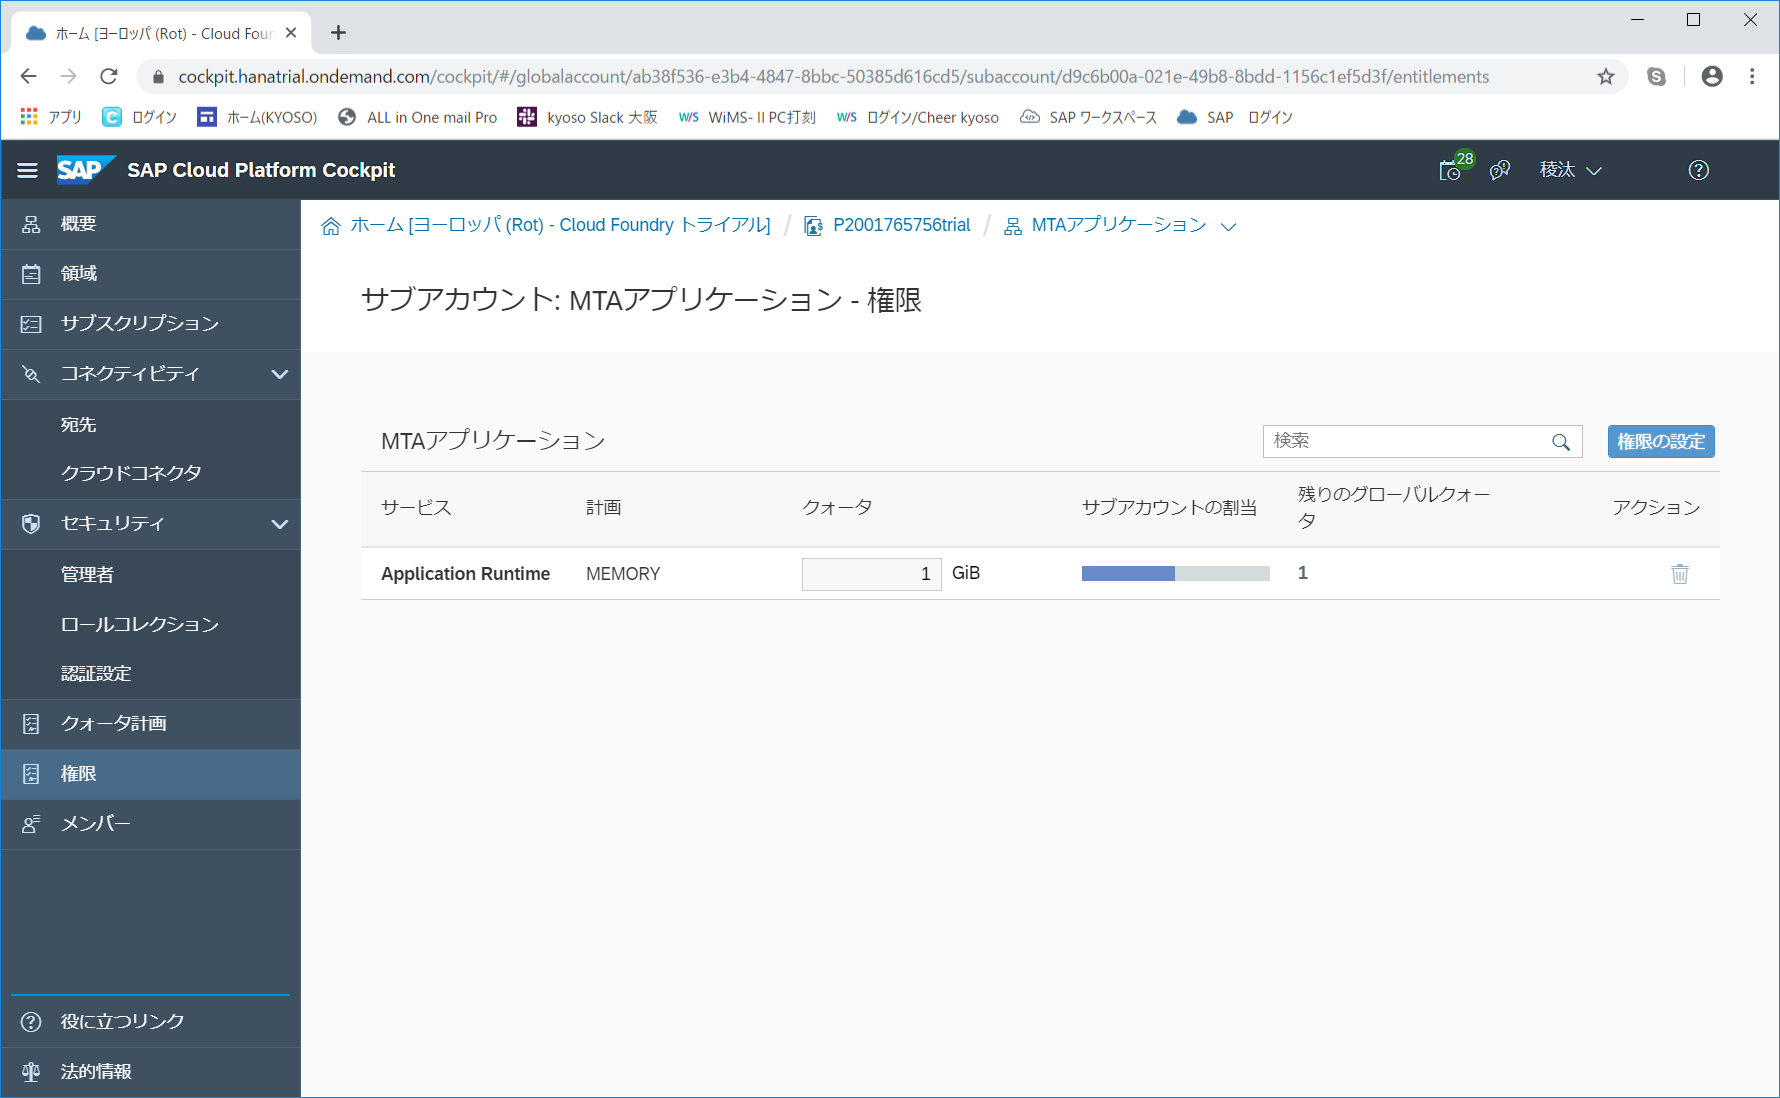 ホーム [ヨーロッパ (Rot) - Cloud Foun
cockpit.hanatrial.ondemand.com/cockpit/#/globalaccount/ab38f536-e3b4-4847-8bbc-50385d616cd5/subaccount/d9c6b00a-021e-49b8-8bdd-1156c1ef5d3f/entitlements
アプリ C ログイン ホーム(KYOSO) ALL in One mail Pro kyoso Slack 大阪 W/S WiMS-ⅡPC打刻 W/S ログイン/Cheer kyoso SAP ワークスペース SAP ログイン
SAP SAP Cloud Platform Cockpit 28 稜汰
概要
領域
サブスクリプション
コネクティビティ
宛先
クラウドコネクタ
セキュリティ
管理者
ロールコレクション
認証設定
クォータ計画
権限
メンバー
役に立つリンク
法的情報
ホーム [ヨーロッパ (Rot) - Cloud Foundry トライアル] / P2001765756trial / MTAアプリケーション
サブアカウント: MTAアプリケーション - 権限
MTAアプリケーション 検索 権限の設定
サービス 計画 クォータ サブアカウントの割当 残りのグローバルクォー
タ アクション
Application Runtime MEMORY 1 GiB 1